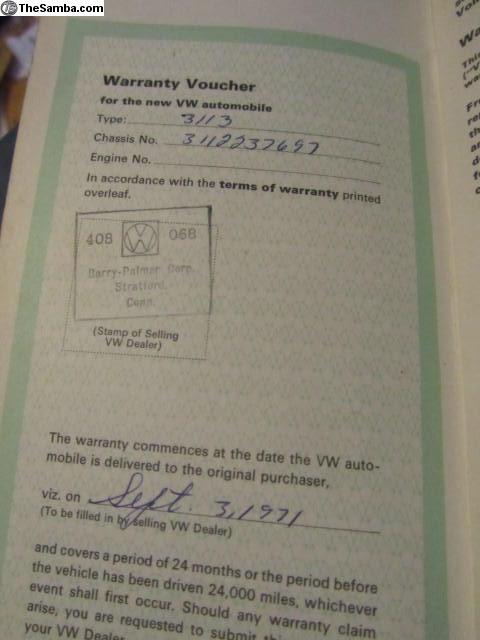 TheSamba.com
Warranty Voucher
for the new VW automobile
Type: 3113
Chassis No. 3112237697
Engine No.
In accordance with the terms of warranty printed
overleaf.
408 068
Barry-Palmer Corp.
Stratford,
Conn.
(Stamp of Selling
VW Dealer)
The warranty commences at the date the VW auto-
mobile is delivered to the original purchaser,
viz. on Sept. 3, 1971
(To be filled in by selling VW Dealer)
and covers a period of 24 months or the period before
the vehicle has been driven 24,000 miles, whichever
event shall first occur. Should any warranty claim
arise, you are requested to submit
your VW Dealer